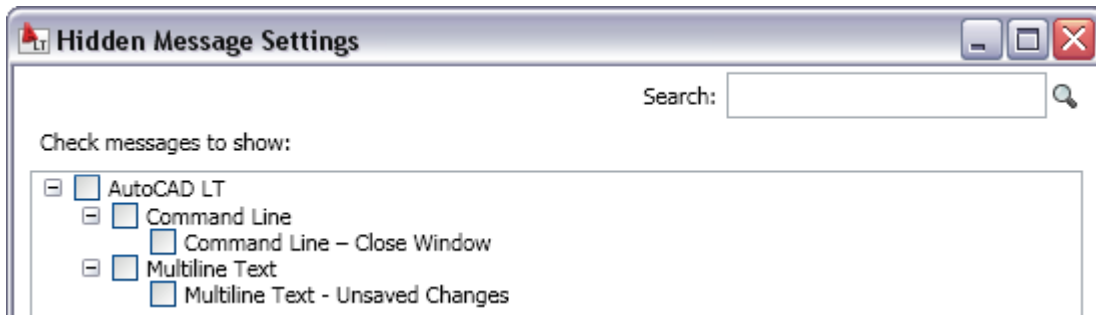 LT Hidden Message Settings
Search:
Check messages to show:
AutoCAD LT
Command Line
Command Line – Close Window
Multiline Text
Multiline Text - Unsaved Changes